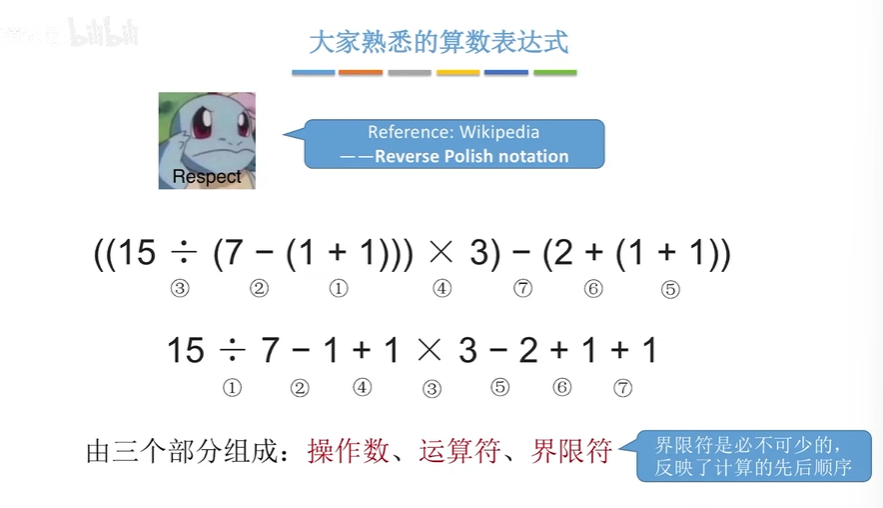 bilibili
大家熟悉的算数表达式
Reference: Wikipedia
——Reverse Polish notation
Respect
((15 ÷ (7 − (1 + 1))) × 3) − (2 + (1 + 1))
③ ② ① ④ ⑦ ⑥ ⑤
15 ÷ 7 − 1 + 1 × 3 − 2 + 1 + 1
① ② ④ ③ ⑤ ⑥ ⑦
由三个部分组成：操作数、运算符、界限符
界限符是必不可少的，
反映了计算的先后顺序